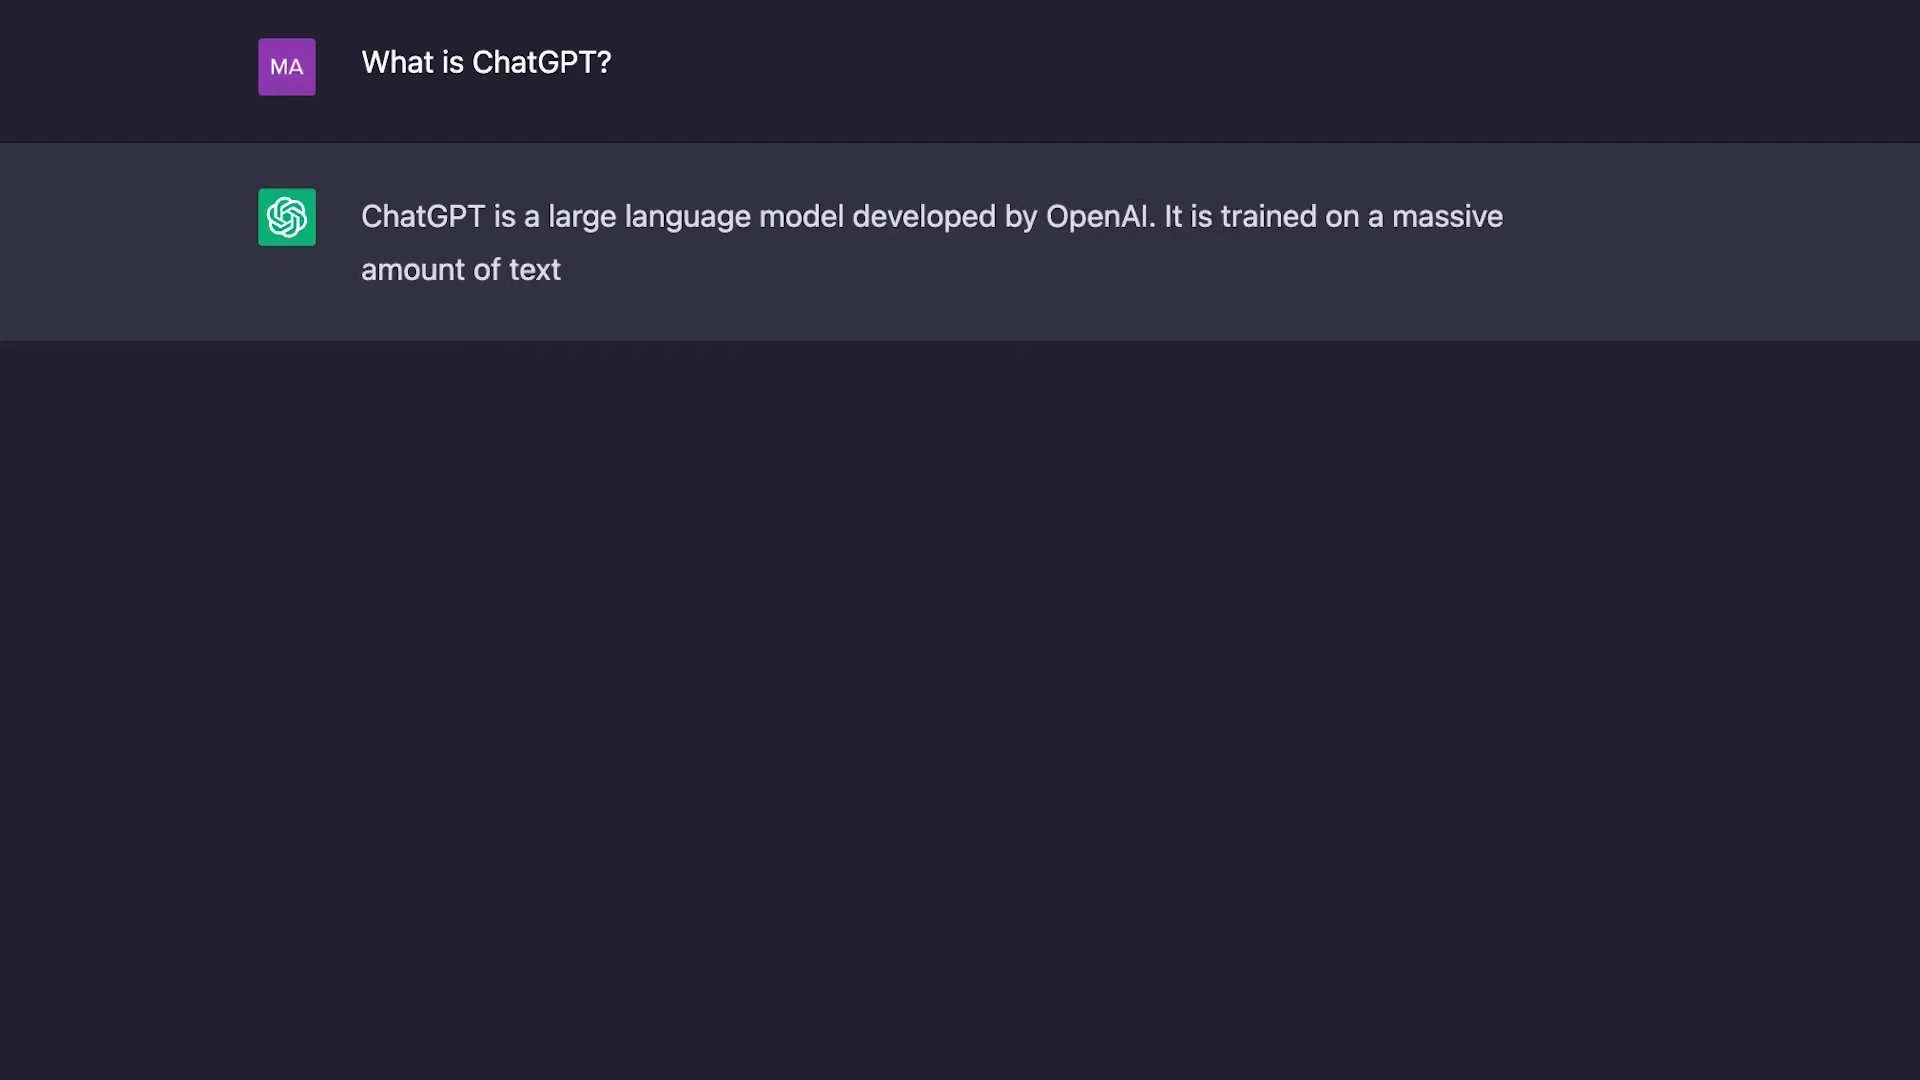 MA
What is ChatGPT?
ChatGPT is a large language model developed by OpenAI. It is trained on a massive
amount of text